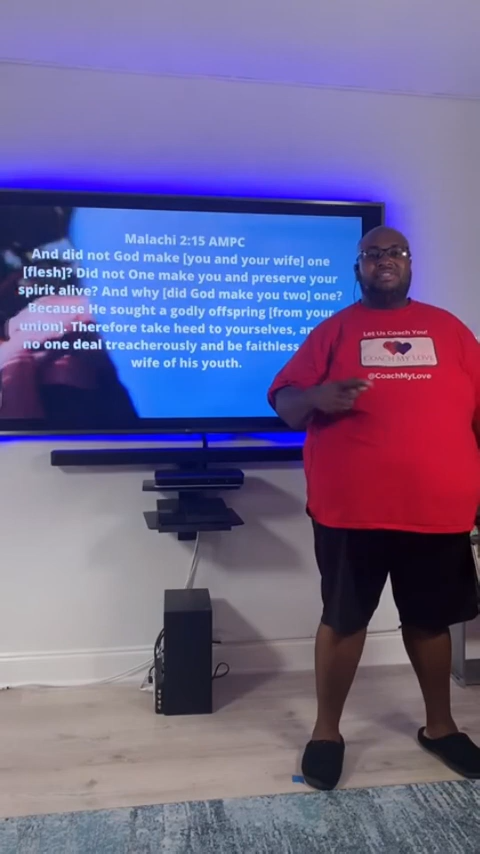 Malachi 2:15 AMPC
And did not God make [you and your wife] one
[flesh]? Did not One make you and preserve your
spirit alive? And why [did God make you two] one?
Because He sought a godly offspring [from your
union]. Therefore take heed to yourselves, an
no one deal treacherously and be faithless
wife of his youth.
Let Us Coach You!
COACH MY LOVE
@CoachMyLove